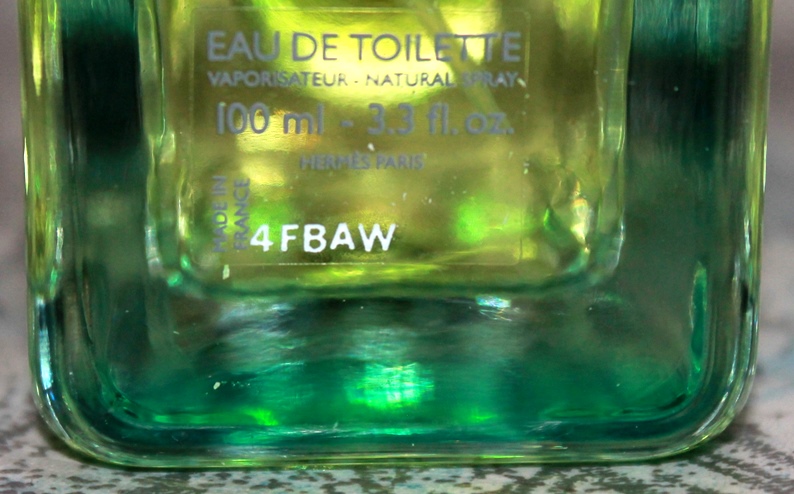 EAU DE TOILETTE
VAPORISATEUR - NATURAL SPRAY
100 ml - 3.3 fl. oz.
HERMÈS PARIS
MADE IN
FRANCE
4FBAW